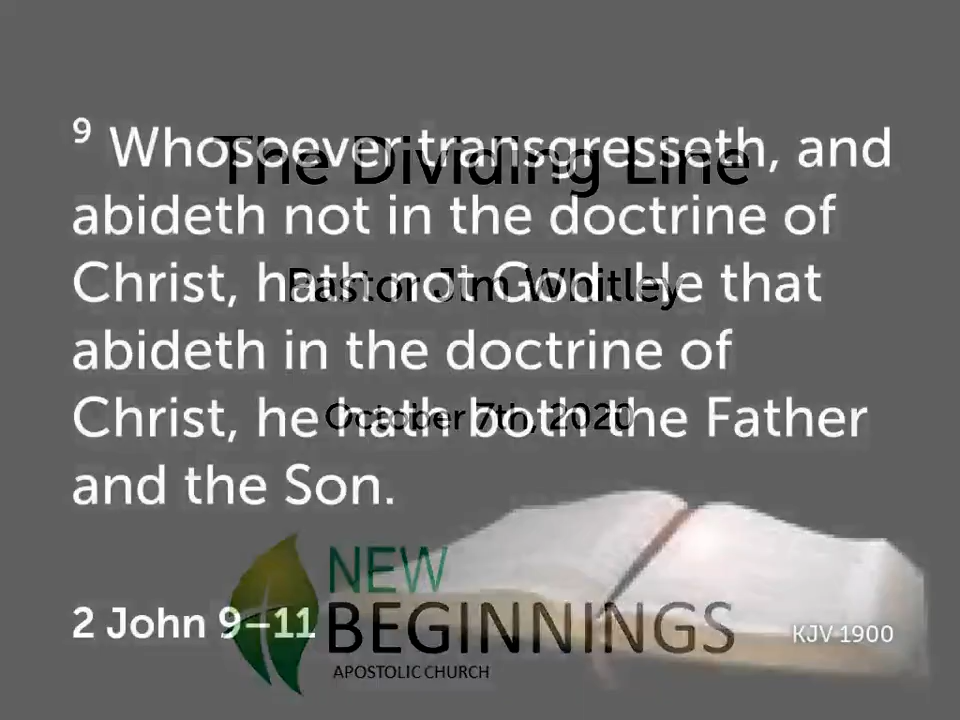 The Dividing Line
Pastor Jim Whitley
October 7th, 2020
9 Whosoever transgresseth, and
abideth not in the doctrine of
Christ, hath not God. He that
abideth in the doctrine of
Christ, he hath both the Father
and the Son.
2 John 9–11
KJV 1900
NEW
BEGINNINGS
APOSTOLIC CHURCH